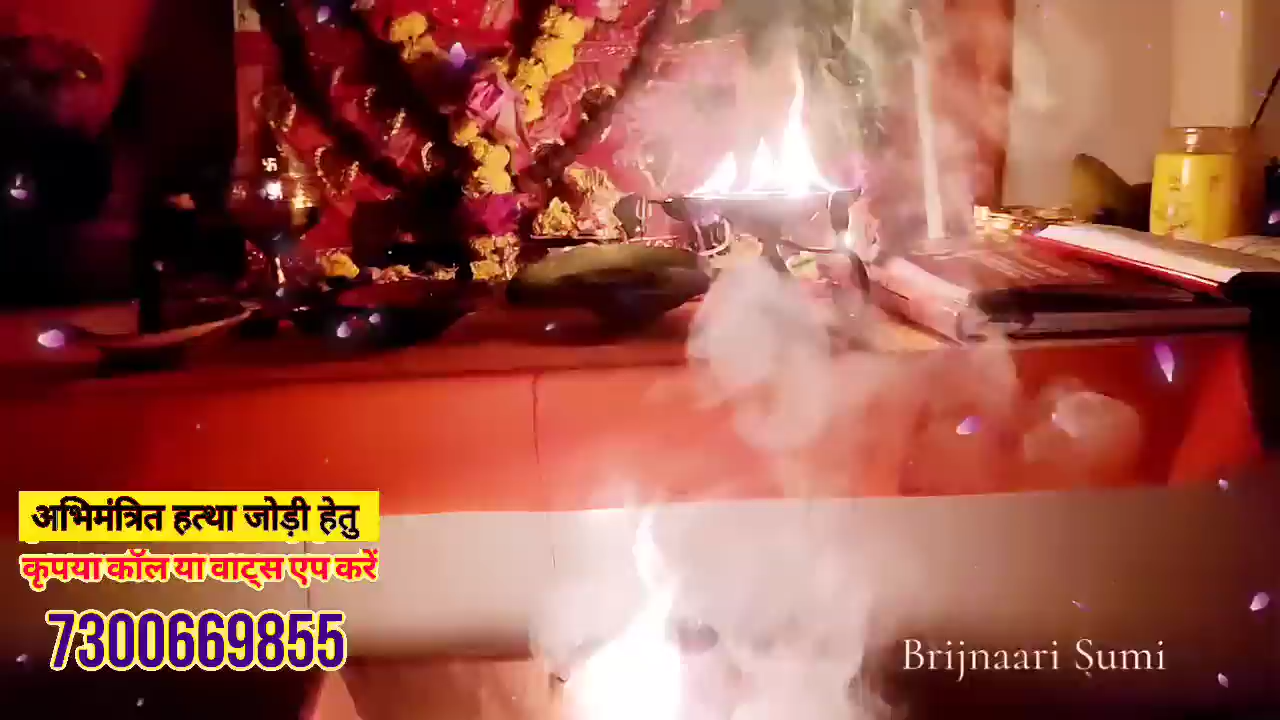 अभिमंत्रित हत्था जोड़ी हेतु
कृपया कॉल या वाट्स एप करें
7300669855
Brijnaari Sumi